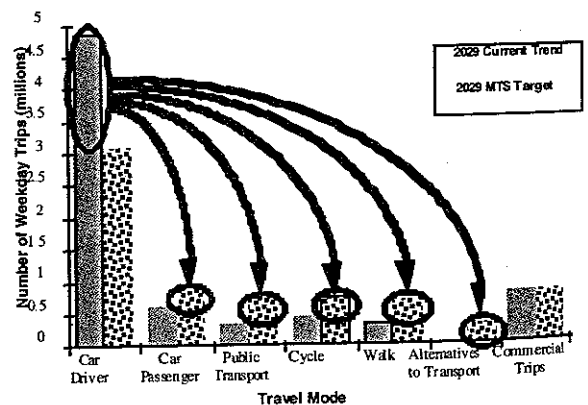 Number of Weekday Trips (millions)
5
4.5
4
3.5
3
2.5
2
1.5
1
0.5
0
2029 Current Trend
2029 MTS Target
Car Driver
Car Passenger
Public Transport
Cycle
Walk
Alternatives to Transport
Commercial Trips
Travel Mode